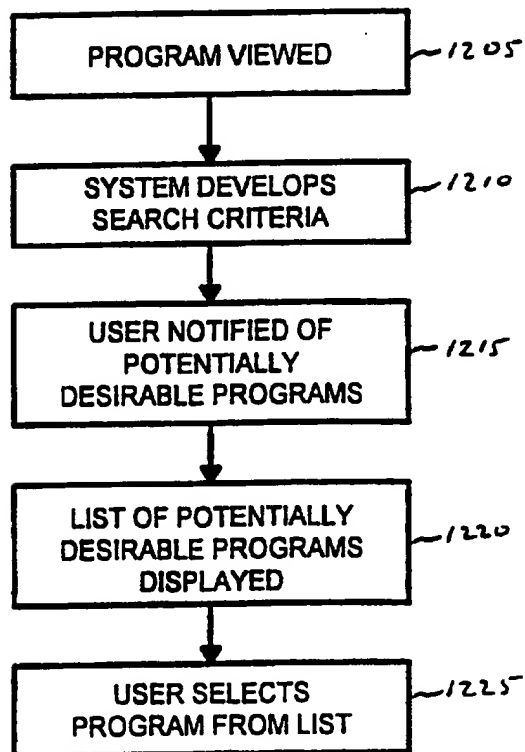 PROGRAM VIEWED
1205
SYSTEM DEVELOPS
SEARCH CRITERIA
1210
USER NOTIFIED OF
POTENTIALLY
DESIRABLE PROGRAMS
1215
LIST OF POTENTIALLY
DESIRABLE PROGRAMS
DISPLAYED
1220
USER SELECTS
PROGRAM FROM LIST
1225